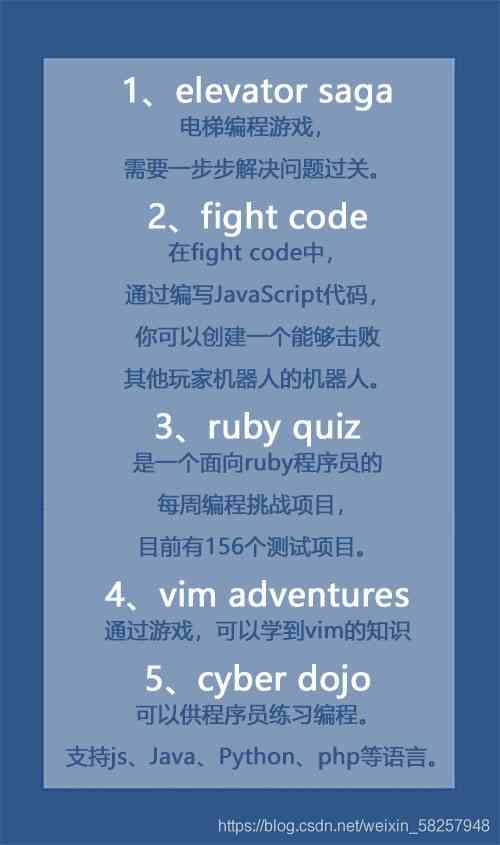 1、elevator saga
电梯编程游戏，
需要一步步解决问题过关。
2、fight code
在fight code中，
通过编写JavaScript代码，
你可以创建一个能够击败
其他玩家机器人的机器人。
3、ruby quiz
是一个面向ruby程序员的
每周编程挑战项目，
目前有156个测试项目。
4、vim adventures
通过游戏，可以学到vim的知识
5、cyber dojo
可以供程序员练习编程。
支持js、Java、Python、php等语言。
https://blog.csdn.net/weixin_58257948